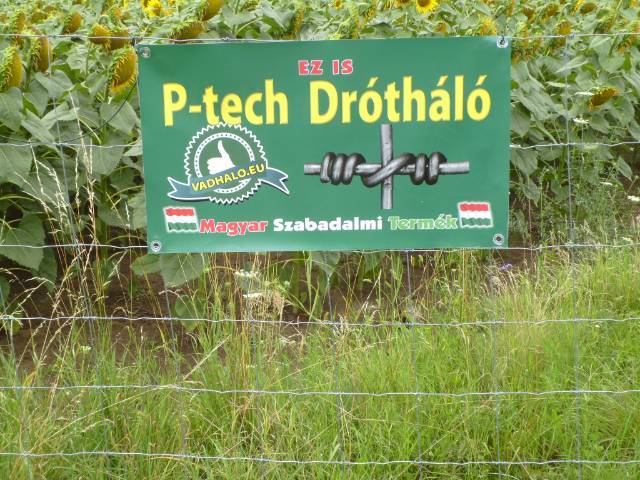 EZ IS
P-tech Drótháló
VADHALO.EU
Magyar Szabadalmi Termék